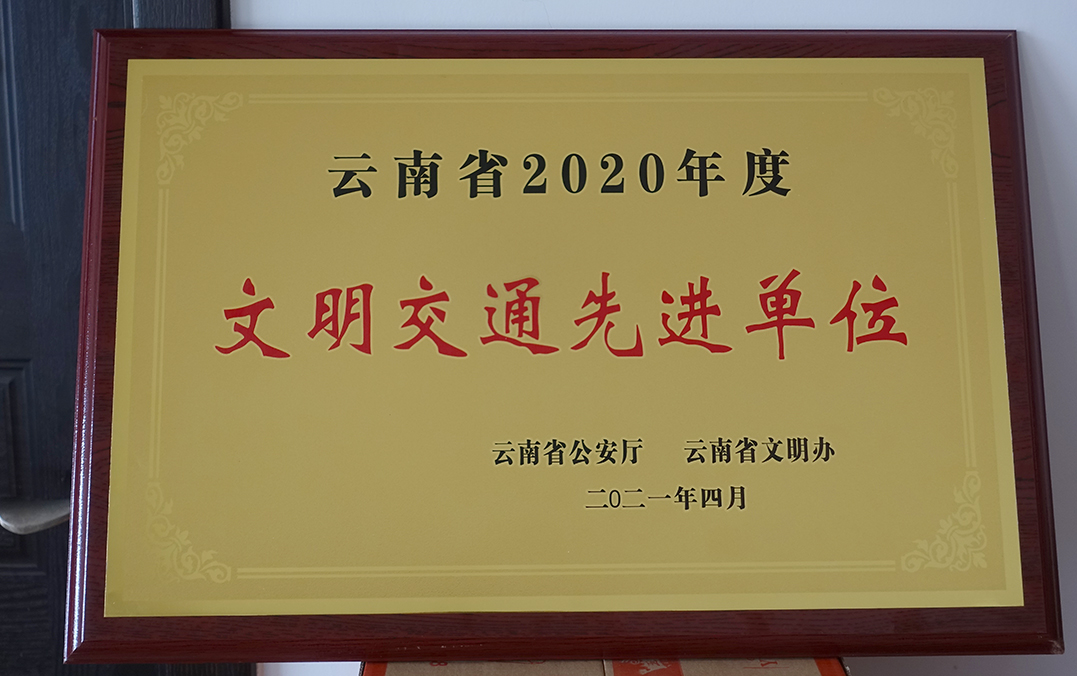 云南省2020年度
文明交通先进单位
云南省公安厅 云南省文明办
二0二一年四月